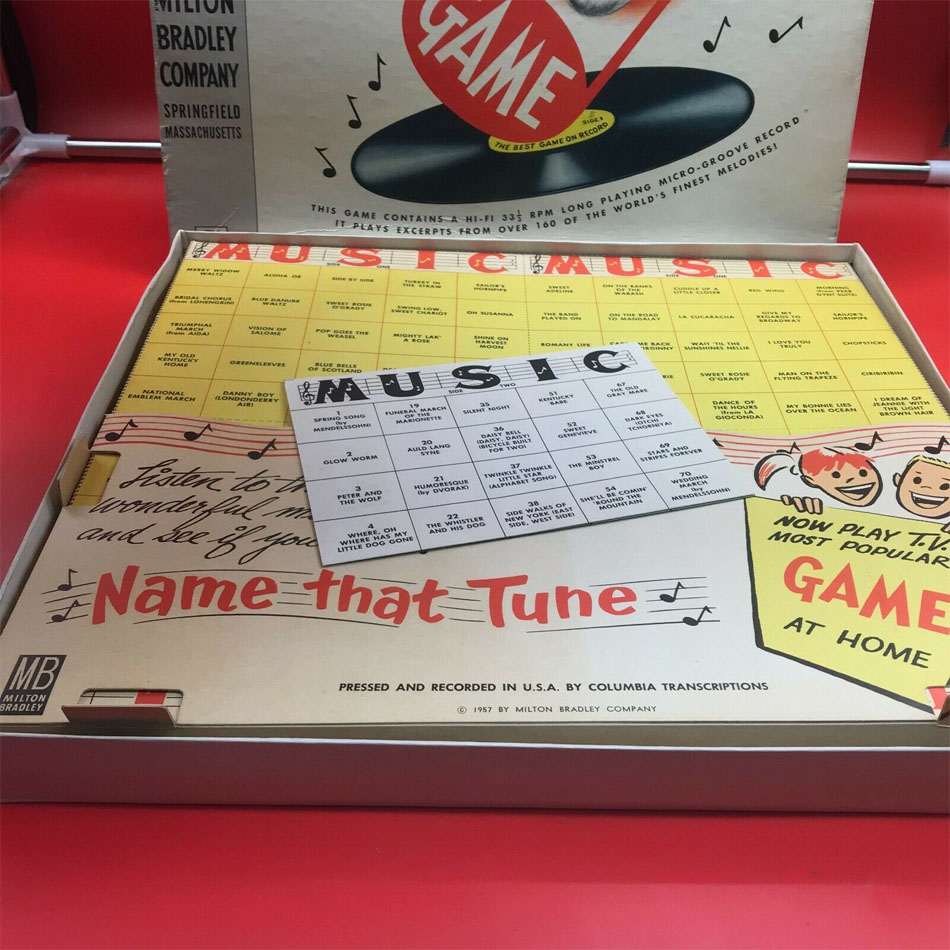 MILTON
BRADLEY
COMPANY
SPRINGFIELD
MASSACHUSETTS
GAME
SIDE 1
THE BEST GAME ON RECORD
THIS GAME CONTAINS A HI-FI 33 1/3 RPM LONG PLAYING MICRO-GROOVE RECORD
IT PLAYS EXCERPTS FROM OVER 160 OF THE WORLD'S FINEST MELODIES!
MUSIC
SIDE ONE
MERRY WIDOW
WALTZ
ALOHA OE
SIDE BY SIDE
TURKEY IN
THE STRAW
SAILOR'S
HORNPIPE
BRIDAL CHORUS
(from LOHENGRIN)
BLUE DANUBE
WALTZ
SWEET ROSIE
O'GRADY
SWING LOW
SWEET CHARIOT
OH SUSANNA
TRIUMPHAL
MARCH
(from AIDA)
VISION OF
SALOME
POP GOES THE
WEASEL
MIGHTY LAK'
A ROSE
SHINE ON
HARVEST
MOON
MY OLD
KENTUCKY
HOME
GREENSLEEVES
BLUE BELLS
OF SCOTLAND
NATIONAL
EMBLEM MARCH
DANNY BOY
(LONDONDERRY
AIR)
MUSIC
SIDE
SWEET
ADELINE
ON THE BANKS
OF THE
WABASH
CUDDLE UP A
LITTLE CLOSER
RED WING
MORNING
(from PEER
GYNT SUITE)
THE BAND
PLAYED ON
ON THE ROAD
TO MANDALAY
LA CUCARACHA
GIVE MY
REGARDS TO
BROADWAY
SAILOR'S
HORNPIPE
ROMANY LIFE
ME BACK
VIRGINNY
WAIT 'TIL THE
SUNSHINES NELLIE
I LOVE YOU
TRULY
CHOPSTICKS
SWEET ROSIE
O'GRADY
MAN ON THE
FLYING TRAPEZE
CIRIBIRIBIN
DANCE OF
THE HOURS
(from LA
GIOCONDA)
MY BONNIE LIES
OVER THE OCEAN
I DREAM OF
JEANNIE WITH
THE LIGHT
BROWN HAIR
MUSIC
SIDE TWO
1
SPRING SONG
(by
MENDELSSOHN)
19
FUNERAL MARCH
OF THE
MARIONETTE
35
SILENT NIGHT
51
KENTUCKY
BABE
67
THE OLD
GRAY MARE
2
GLOW WORM
20
AULD LANG
SYNE
36
DAISY BELL
(DAISY, DAISY)
(BICYCLE BUILT
FOR TWO)
52
SWEET
GENEVIEVE
68
DARK EYES
(OTCHI
TCHORNIYA)
3
PETER AND
THE WOLF
21
HUMORESQUE
(by DVORAK)
37
TWINKLE TWINKLE
LITTLE STAR
(ALPHABET SONG)
53
THE MINSTREL
BOY
69
STARS AND
STRIPES FOREVER
4
WHERE, OH
WHERE HAS MY
LITTLE DOG GONE
22
THE WHISTLER
AND HIS DOG
38
SIDE WALKS OF
NEW YORK (EAST
SIDE, WEST SIDE)
54
SHE'LL BE COMIN'
'ROUND THE
MOUNTAIN
70
WEDDING
MARCH
(by
MENDELSSOHN)
Listen to
wonderful
and see if you
Name that Tune
NOW PLAY T.V.
MOST POPULAR
GAME
AT HOME
MB
MILTON
BRADLEY
PRESSED AND RECORDED IN U.S.A. BY COLUMBIA TRANSCRIPTIONS
© 1957 BY MILTON BRADLEY COMPANY